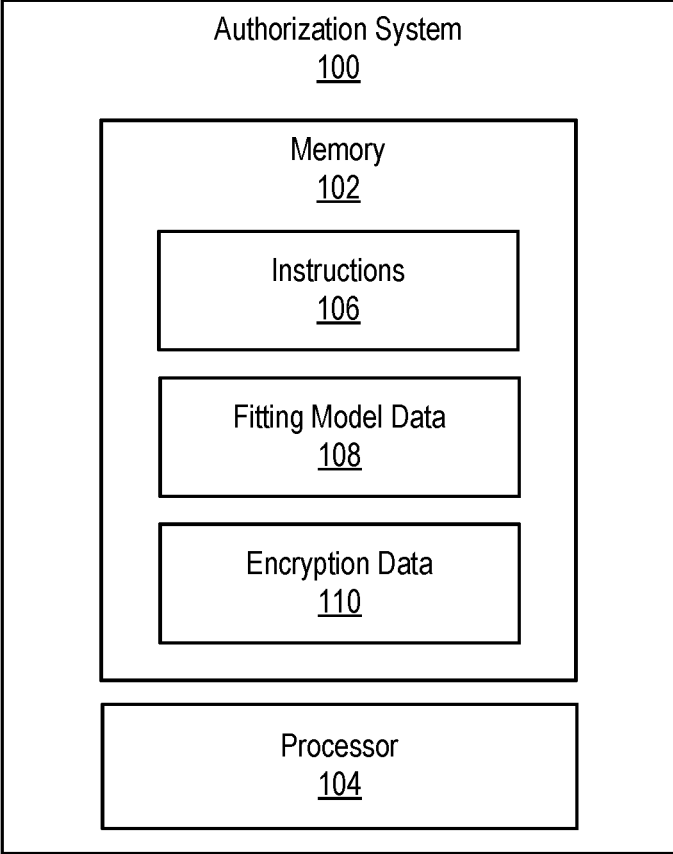 Authorization System
100
Memory
102
Instructions
106
Fitting Model Data
108
Encryption Data
110
Processor
104